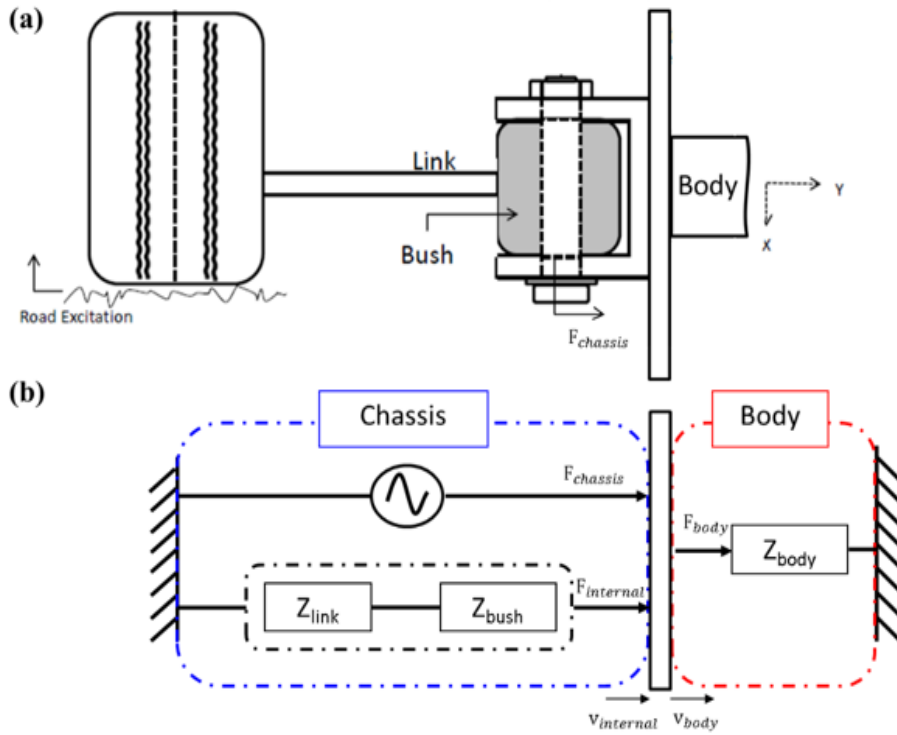 (a)
Link
Bush
Body
Y
X
Road Excitation
F_chassis
(b)
Chassis
Body
F_chassis
F_body
Z_body
F_internal
Z_link
Z_bush
v_internal
v_body